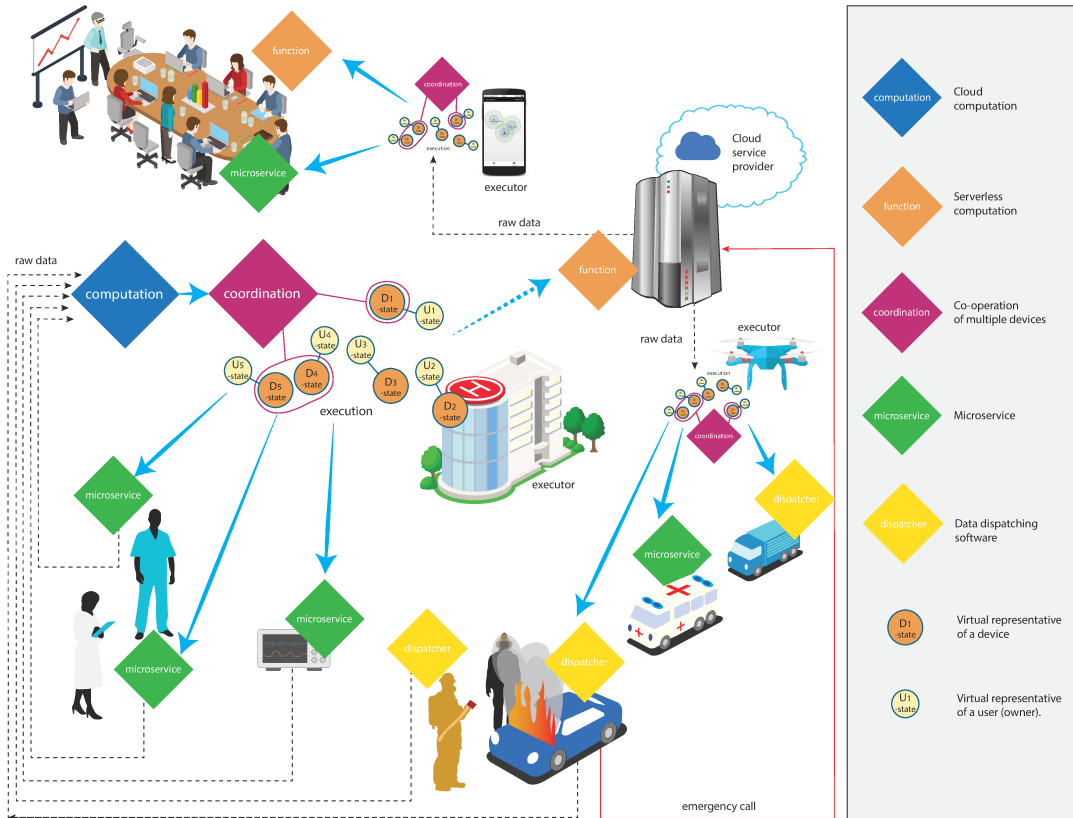 function
coordination
execution
microservice
executor
Cloud
service
provider
raw data
raw data
function
computation
coordination
D1
-state
U1
-state
U4
-state
U3
-state
U5
-state
D5
-state
D4
-state
D3
-state
U2
-state
D2
-state
execution
executor
raw data
executor
execution
coordination
dispatcher
microservice
microservice
microservice
microservice
dispatcher
dispatcher
emergency call
computation
Cloud
computation
function
Serverless
computation
coordination
Co-operation
of multiple devices
microservice
Microservice
dispatcher
Data dispatching
software
D1
-state
Virtual representative
of a device
U1
-state
Virtual representative
of a user (owner).